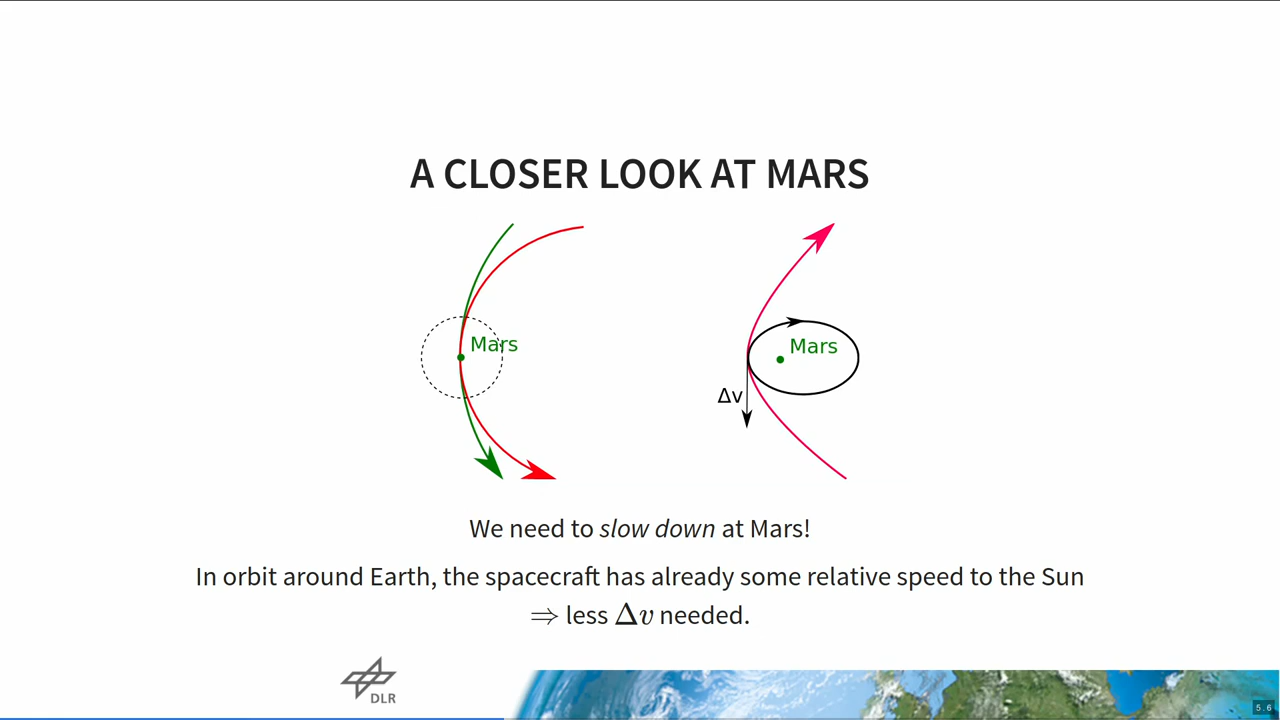 A CLOSER LOOK AT MARS
Mars
Mars
Δv
We need to slow down at Mars!
In orbit around Earth, the spacecraft has already some relative speed to the Sun
⇒ less Δv needed.
DLR
5.6